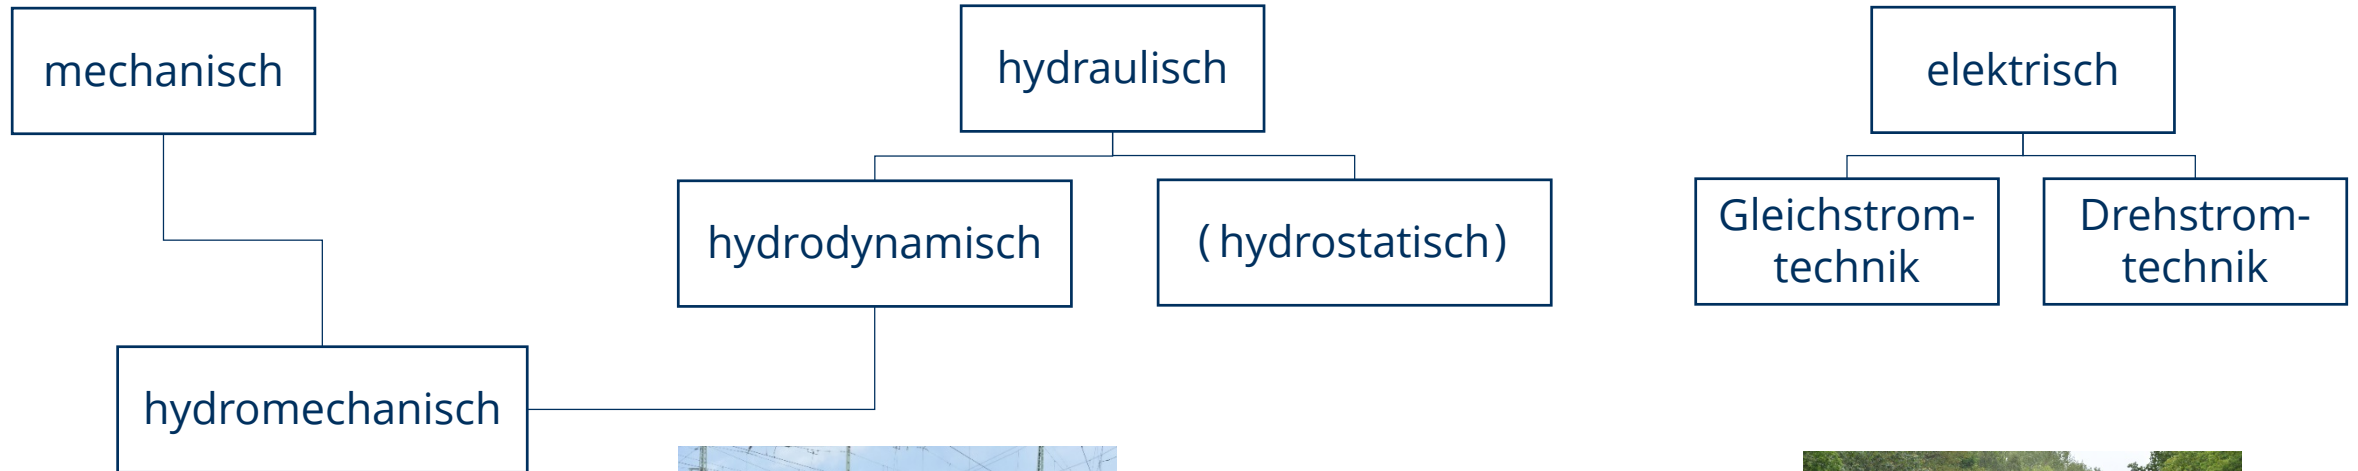 mechanisch
hydraulisch
elektrisch
hydrodynamisch
(hydrostatisch)
Gleichstrom-
technik
Drehstrom-
technik
hydromechanisch